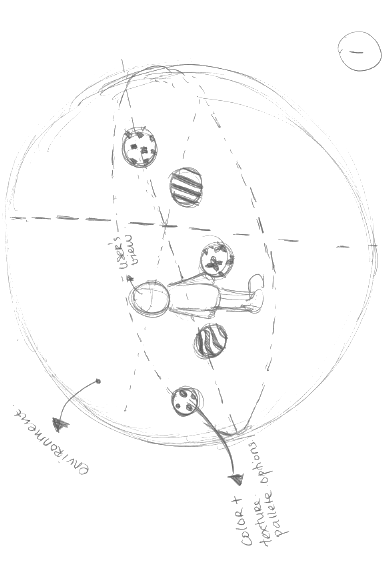 1
user's
view
environment
color +
texture
pallete options